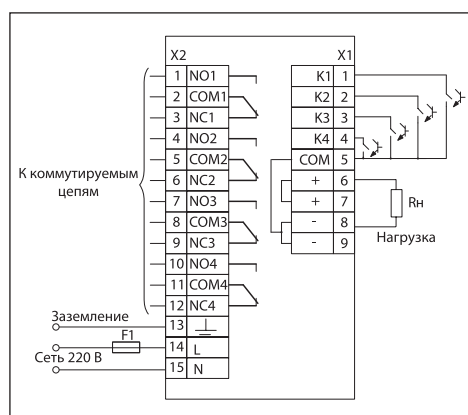 X2 X1
1 NO1
2 COM1
3 NC1
4 NO2
5 COM2
6 NC2
7 NO3
8 COM3
9 NC3
10 NO4
11 COM4
12 NC4
13
14 L
15 N
К коммутируемым
цепям
Заземление
F1
Сеть 220 В
K1 1
K2 2
K3 3
K4 4
COM 5
+ 6
+ 7
- 8
- 9
Rн
Нагрузка